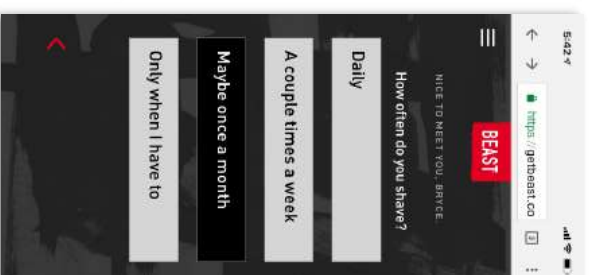 5:42
https://getbeast.co
2
BEAST
NICE TO MEET YOU, BRYCE.
How often do you shave?
Daily
A couple times a week
Maybe once a month
Only when I have to